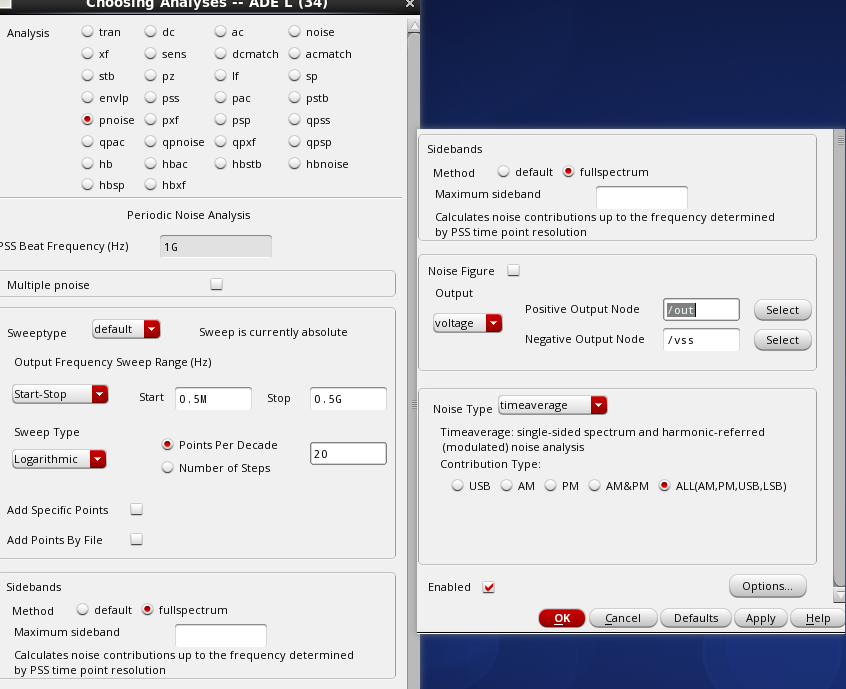 Choosing Analyses -- ADE L (34)
Analysis
tran dc ac noise
xf sens dcmatch acmatch
stb pz lf sp
envlp pss pac pstb
pnoise pxf psp qpss
qpac qpnoise qpxf qpsp
hb hbac hbstb hbnoise
hbsp hbxf
Periodic Noise Analysis
PSS Beat Frequency (Hz) 1G
Multiple pnoise
Sweeptype default Sweep is currently absolute
Output Frequency Sweep Range (Hz)
Start-Stop Start 0.5M Stop 0.5G
Sweep Type
Logarithmic
Points Per Decade
Number of Steps
20
Add Specific Points
Add Points By File
Sidebands
Method default fullspectrum
Maximum sideband
Calculates noise contributions up to the frequency determined
by PSS time point resolution
Sidebands
Method default fullspectrum
Maximum sideband
Calculates noise contributions up to the frequency determined
by PSS time point resolution
Noise Figure
Output
voltage
Positive Output Node /out Select
Negative Output Node /vss Select
Noise Type timeaverage
Timeaverage: single-sided spectrum and harmonic-referred
(modulated) noise analysis
Contribution Type:
USB AM PM AM&PM ALL(AM,PM,USB,LSB)
Enabled Options...
OK Cancel Defaults Apply Help